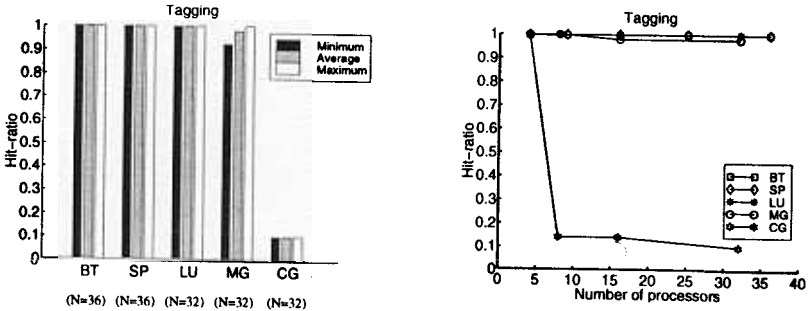 Tagging
Hit-ratio
1
0.9
0.8
0.7
0.6
0.5
0.4
0.3
0.2
0.1
0
Minimum
Average
Maximum
BT SP LU MG CG
(N=36) (N=36) (N=32) (N=32) (N=32)
Tagging
Hit-ratio
1
0.9
0.8
0.7
0.6
0.5
0.4
0.3
0.2
0.1
0
BT
SP
LU
MG
CG
0 5 10 15 20 25 30 35 40
Number of processors